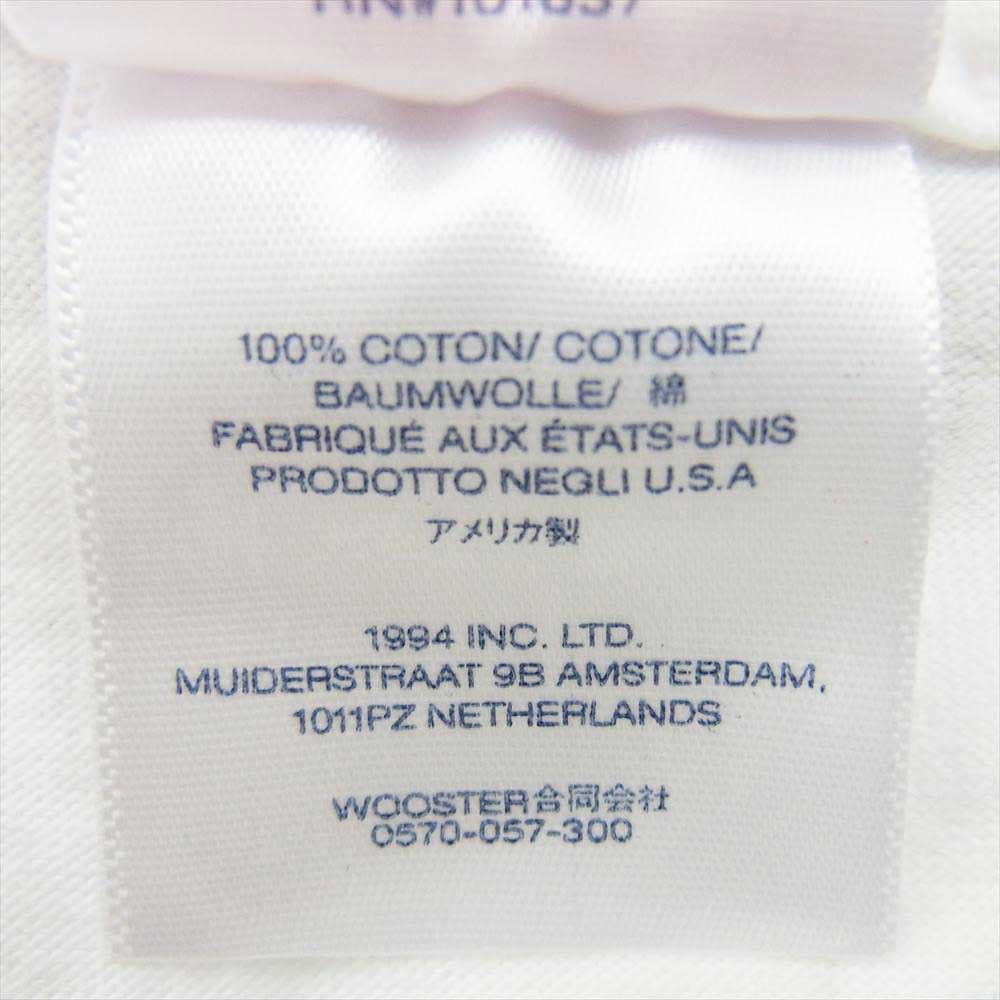 RN#101837
100% COTON/ COTONE/
BAUMWOLLE/ 綿
FABRIQUÉ AUX ÉTATS-UNIS
PRODOTTO NEGLI U.S.A
アメリカ製
1994 INC. LTD.
MUIDERSTRAAT 9B AMSTERDAM,
1011PZ NETHERLANDS
WOOSTER合同会社
0570-057-300